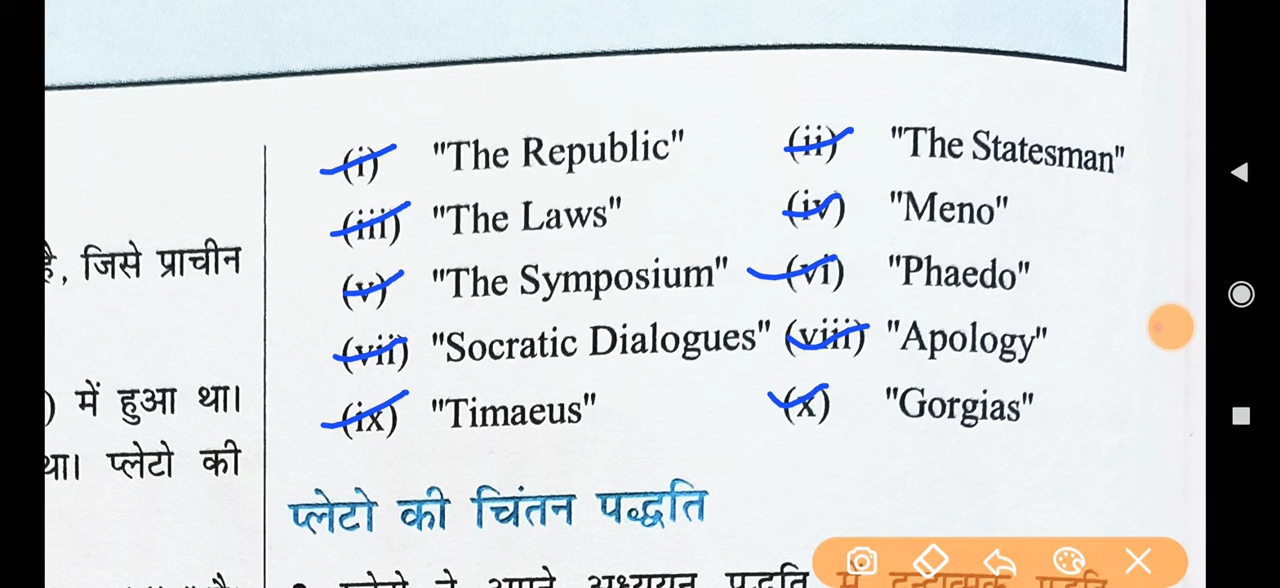 है, जिसे प्राचीन
) में हुआ था।
था। प्लेटो की
(i) "The Republic" (ii) "The Statesman"
(iii) "The Laws" (iv) "Meno"
(v) "The Symposium" (vi) "Phaedo"
(vii) "Socratic Dialogues" (viii) "Apology"
(ix) "Timaeus" (x) "Gorgias"
प्लेटो की चिंतन पद्धति